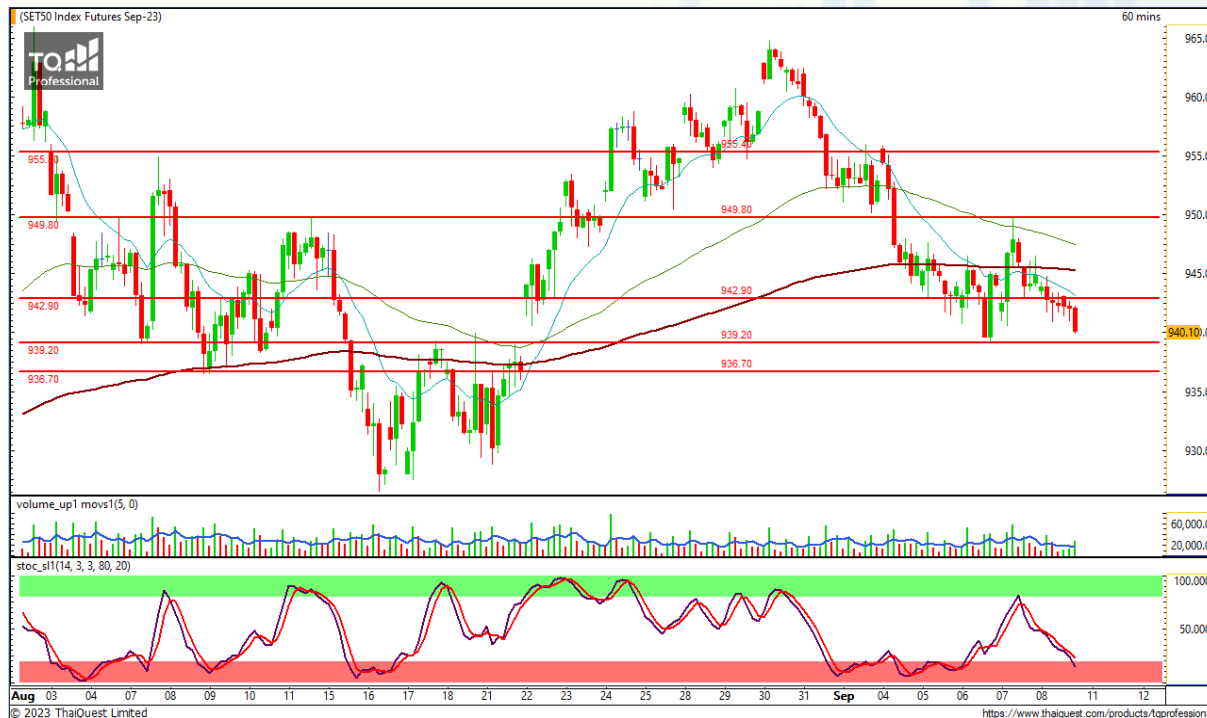 (SET50 Index Futures Sep-23)
60 mins
TQ
Professional
965.0
960.0
955.0
950.0
945.0
940.10
935.0
930.0
955.40
949.80
949.80
942.90
942.90
939.20
939.20
936.70
936.70
volume_up1 movs1(5, 0)
60,000.0
20,000.0
stoc_sl1(14, 3, 3, 80, 20)
100.000
50.000
Aug 03 04 07 08 09 10 11 15 16 17 18 21 22 23 24 25 28 29 30 31 Sep 04 05 06 07 08 11 12
© 2023 ThaiQuest Limited
https://www.thaiquest.com/products/tqprofessional